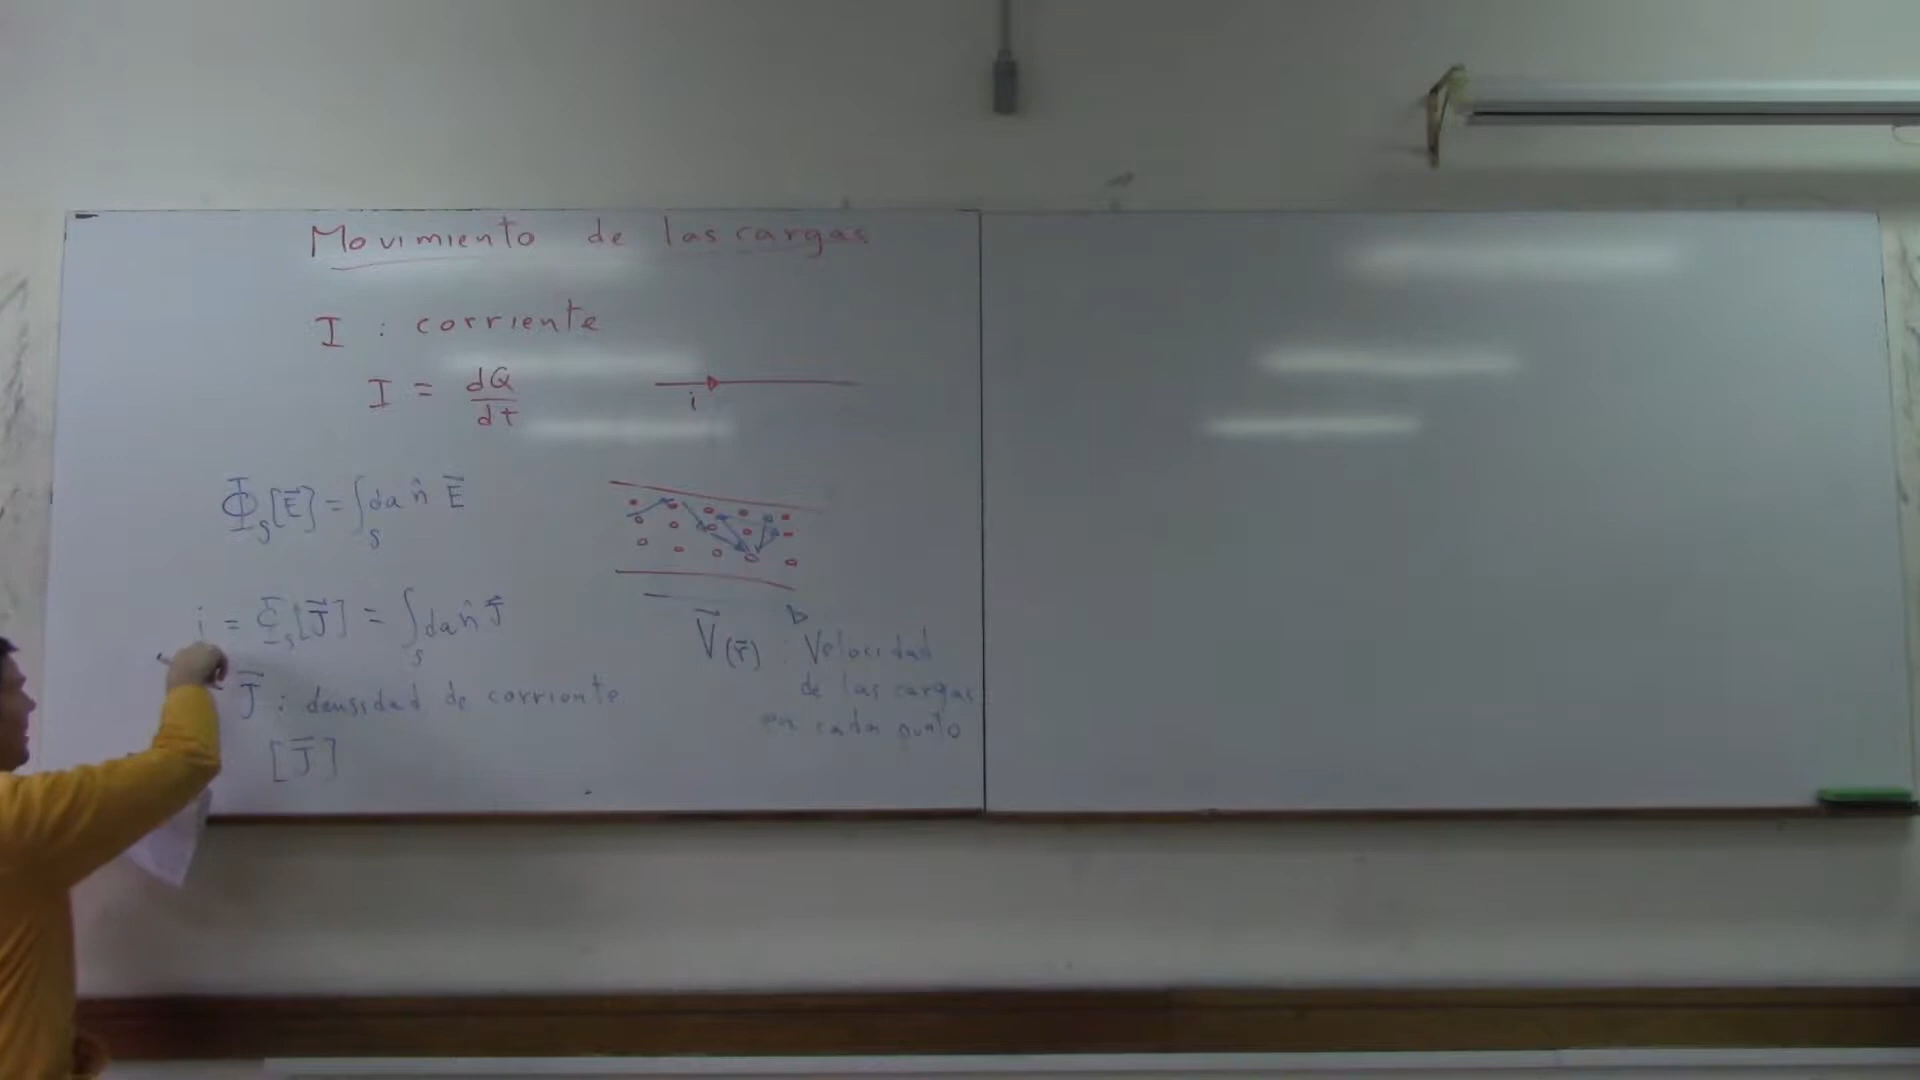 Movimiento de las cargas
I : corriente
I = dQ/dt
i
Φ_S[E⃗] = ∫_S da n̂ E⃗
i = Φ_S[J⃗] = ∫_S da n̂ J⃗
J⃗ : densidad de corriente
[J⃗]
V⃗(r⃗) : Velocidad
de las cargas
en cada punto